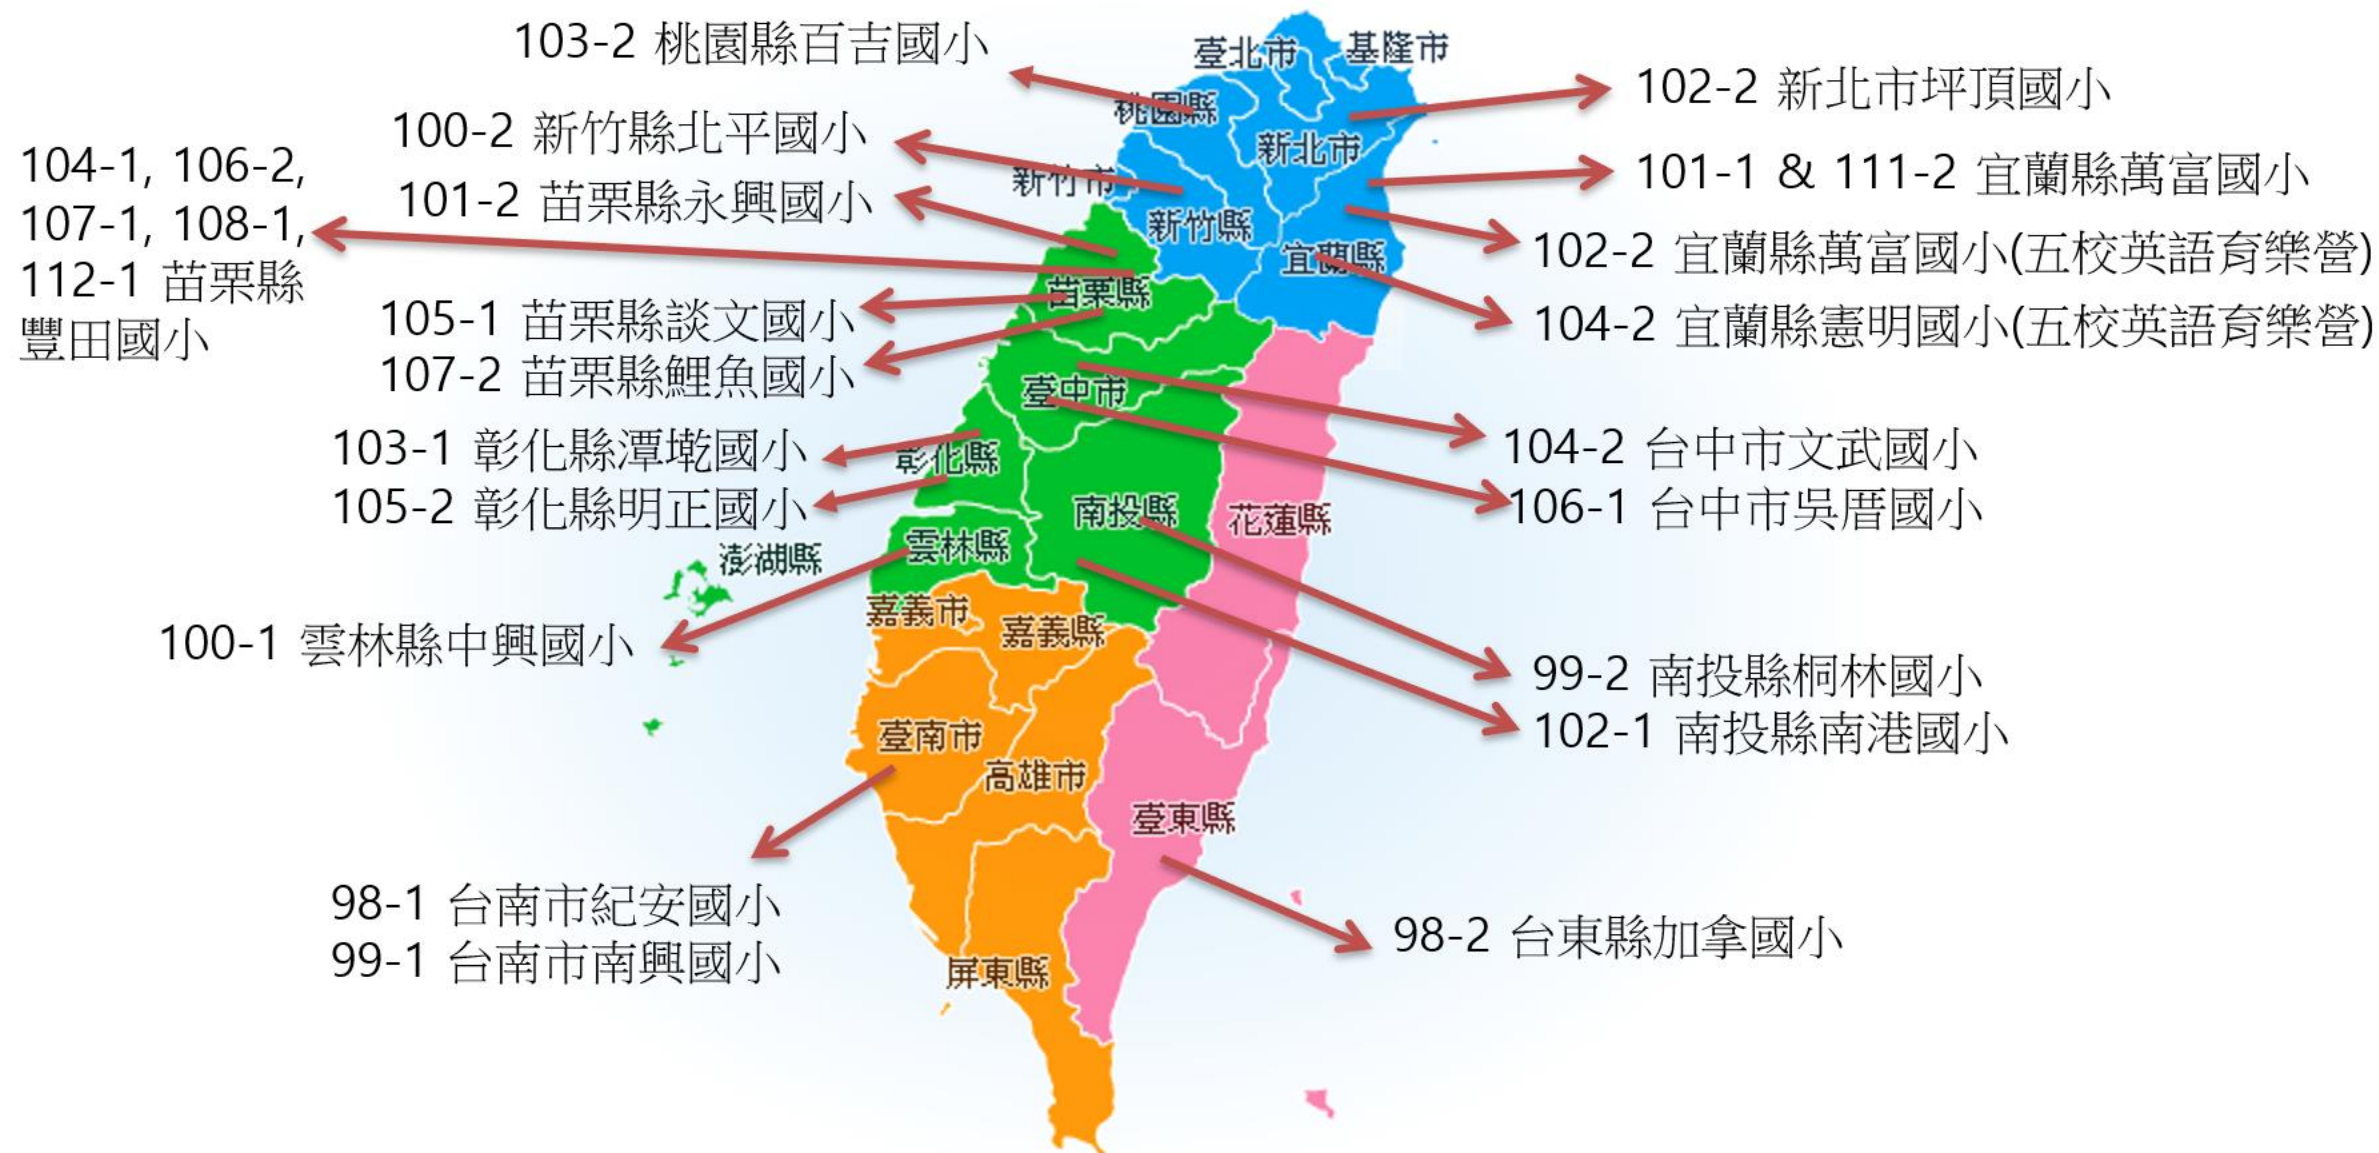 103-2 桃園縣百吉國小
臺北市
基隆市
102-2 新北市坪頂國小
桃園縣
100-2 新竹縣北平國小
新北市
104-1, 106-2,
107-1, 108-1,
112-1 苗栗縣
豐田國小
新竹市
101-1 & 111-2 宜蘭縣萬富國小
101-2 苗栗縣永興國小
新竹縣
宜蘭縣
102-2 宜蘭縣萬富國小(五校英語育樂營)
苗栗縣
105-1 苗栗縣談文國小
104-2 宜蘭縣憲明國小(五校英語育樂營)
107-2 苗栗縣鯉魚國小
臺中市
103-1 彰化縣潭墘國小
彰化縣
104-2 台中市文武國小
105-2 彰化縣明正國小
南投縣
花蓮縣
106-1 台中市吳厝國小
澎湖縣
雲林縣
嘉義市
嘉義縣
100-1 雲林縣中興國小
99-2 南投縣桐林國小
102-1 南投縣南港國小
臺南市
高雄市
臺東縣
98-1 台南市紀安國小
99-1 台南市南興國小
98-2 台東縣加拿國小
屏東縣